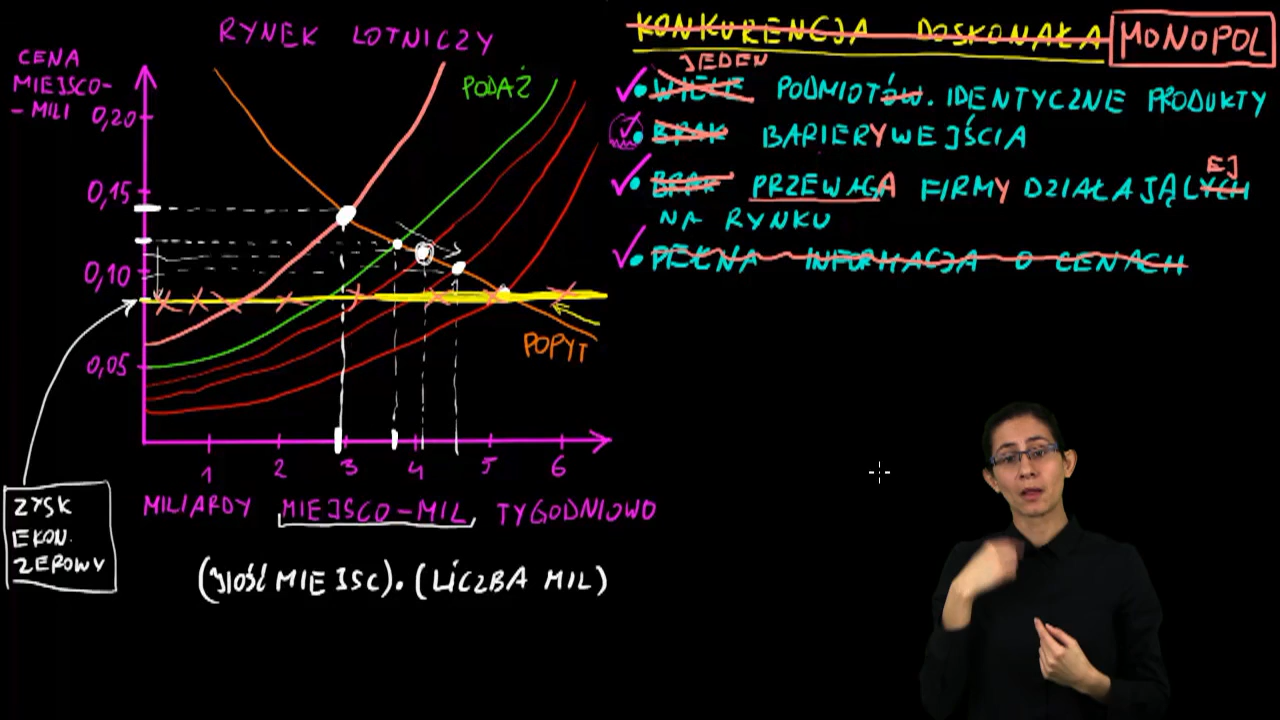 RYNEK LOTNICZY
CENA
MIEJSCO-
- MILI
0,20
0,15
0,10
0,05
PODAŻ
POPYT
1 2 3 4 5 6
MILIARDY MIEJSCO-MIL TYGODNIOWO
(ILOŚĆ MIEJSC).(LICZBA MIL)
ZYSK
EKON.
ZEROWY
KONKURENCJA DOSKONAŁA MONOPOL
JEDEN
• WIELE PODMIOTÓW. IDENTYCZNE PRODUKTY
• BRAK BARIERY WEJŚCIA
EJ
• BRAK PRZEWAGA FIRMY DZIAŁAJĄCYCH
NA RYNKU
• PEŁNA INFORMACJA O CENACH